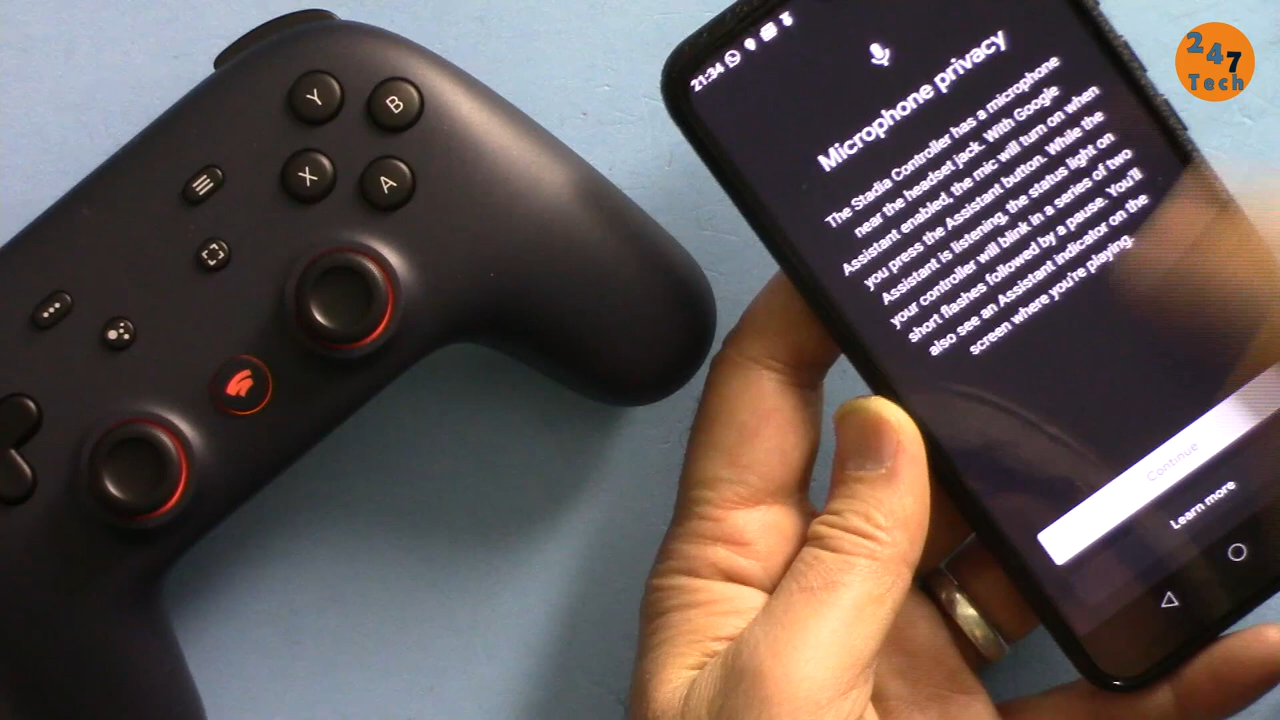 247
Tech
21:34
Microphone privacy
The Stadia Controller has a microphone
near the headset jack. With Google
Assistant enabled, the mic will turn on when
you press the Assistant button. While the
Assistant is listening, the status light on
your controller will blink in a series of two
short flashes followed by a pause. You'll
also see an Assistant indicator on the
screen where you're playing.
Continue
Learn more
Y
B
X
A